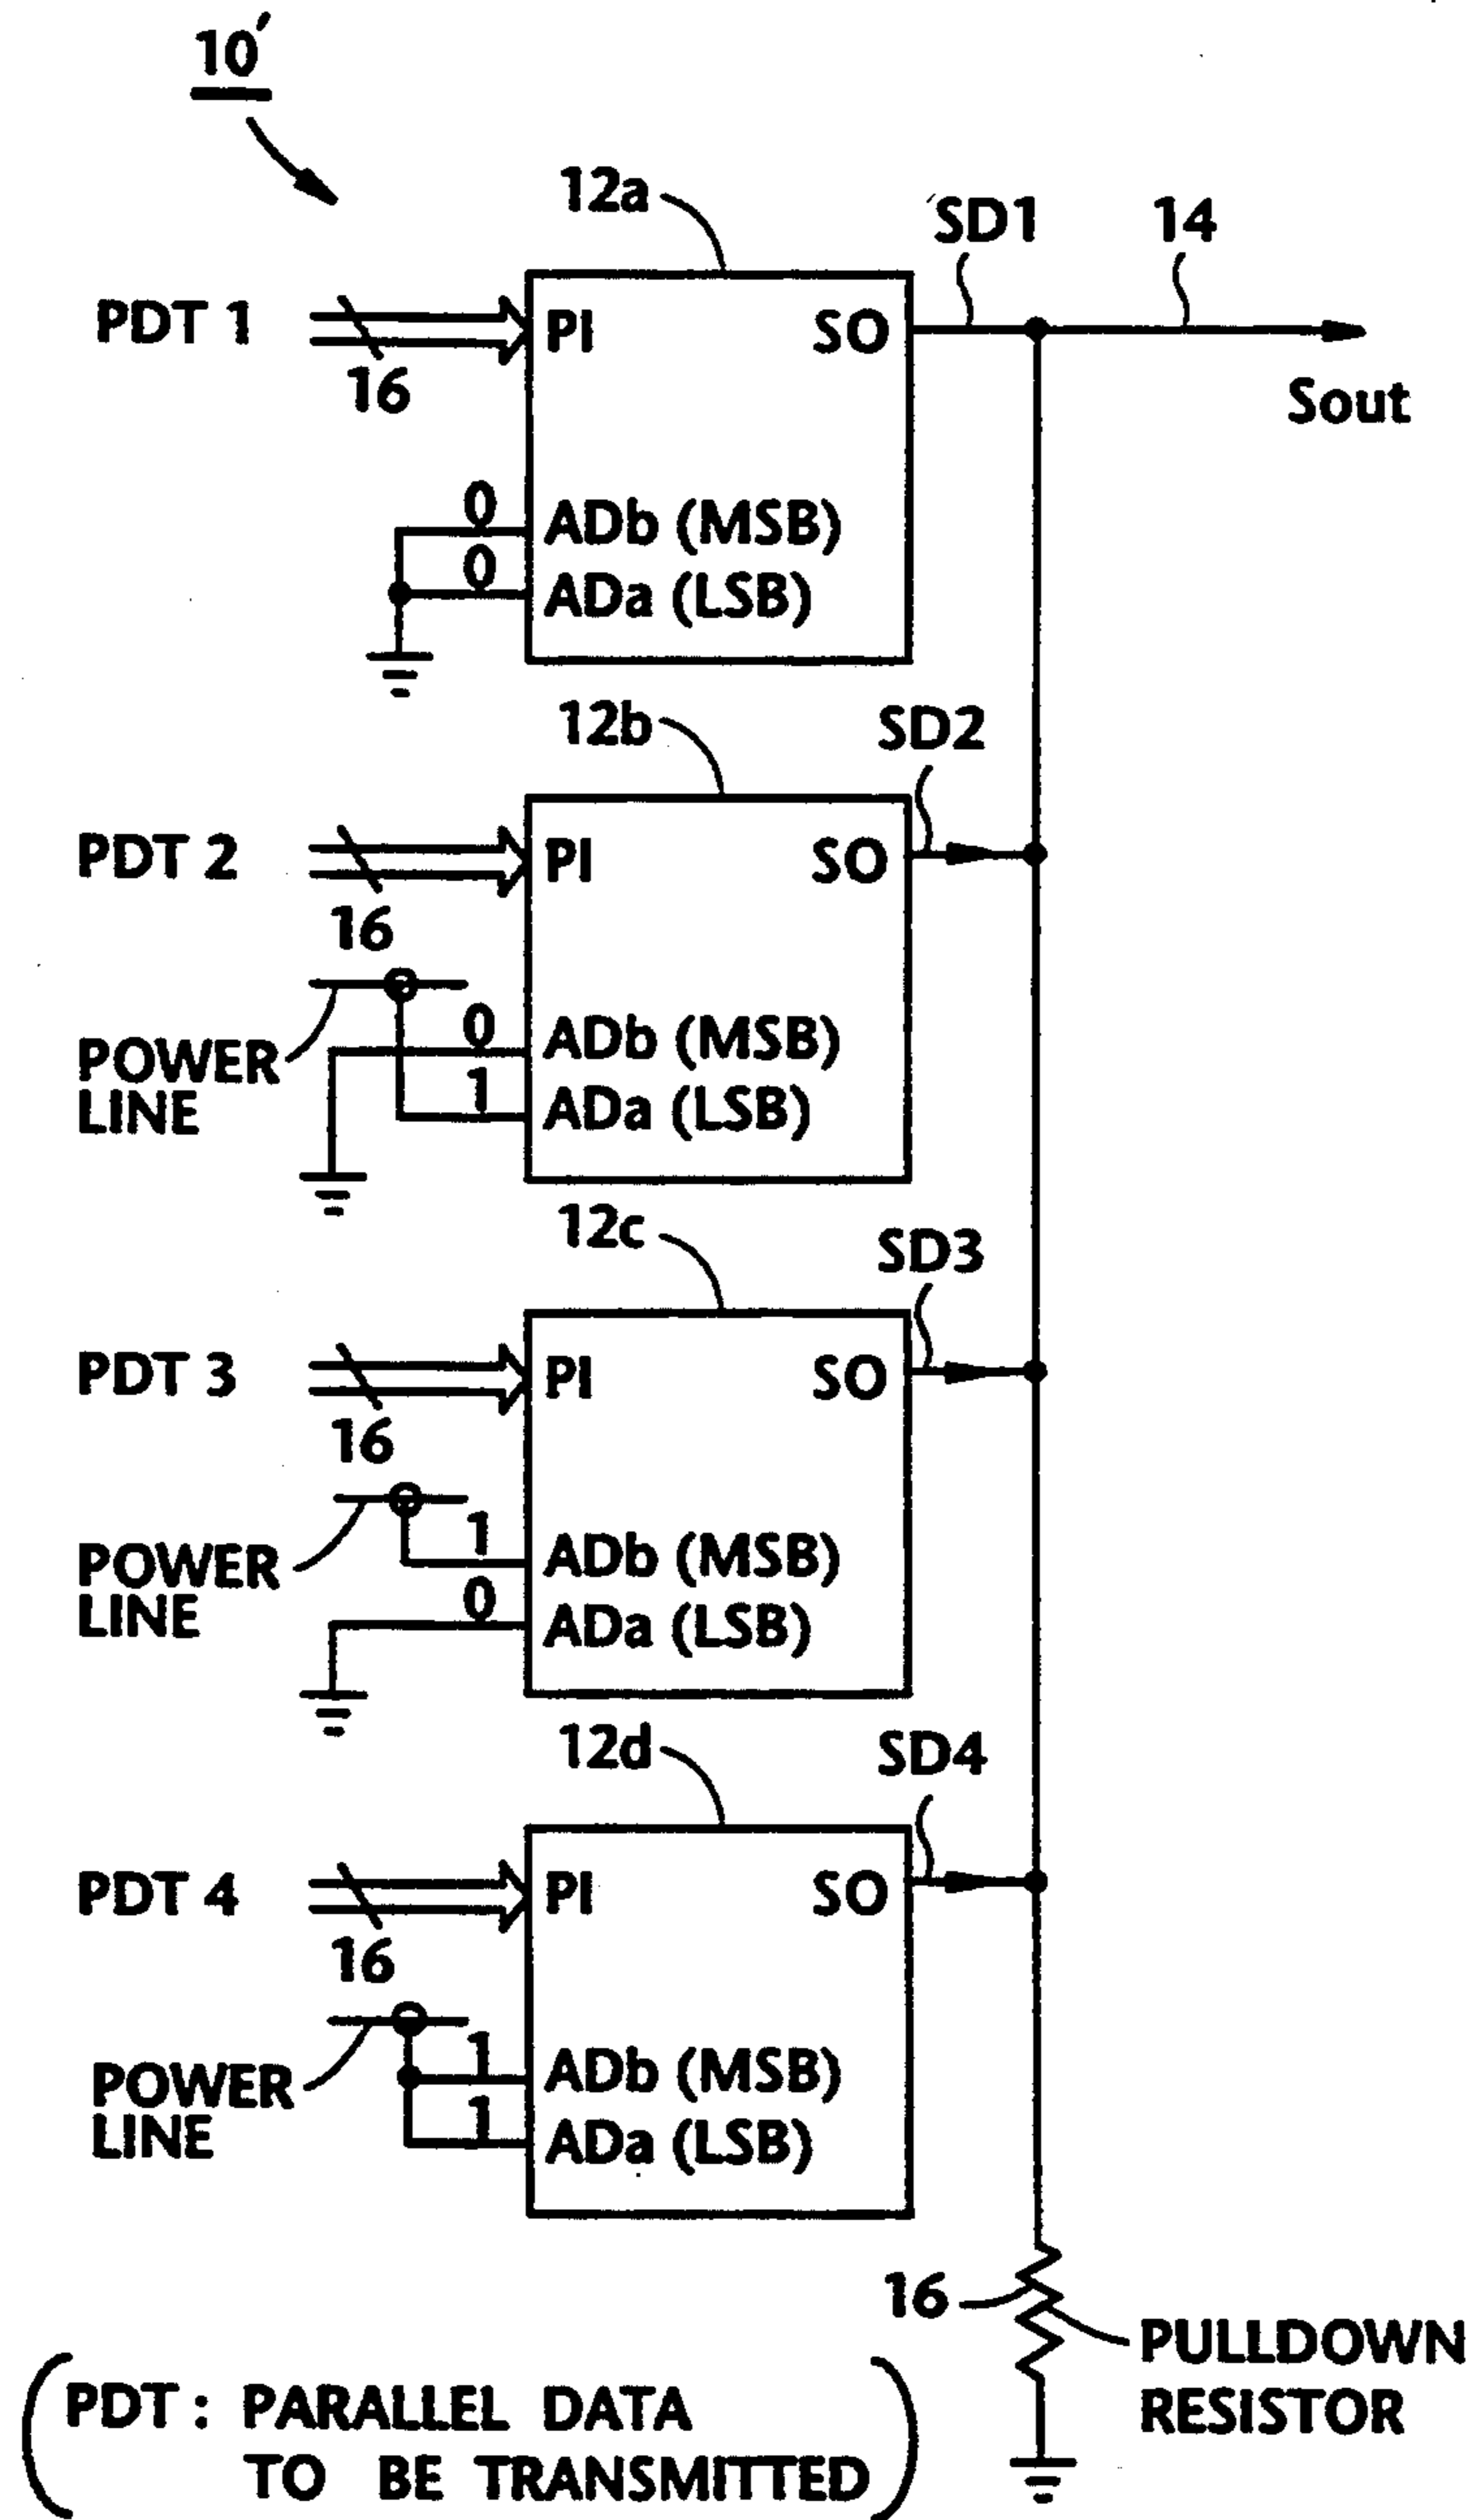 10'
12a
SD1
14
PDT 1
PI
SO
16
Sout
0
ADb (MSB)
0
ADa (LSB)
12b
SD2
PDT 2
PI
SO
16
0
ADb (MSB)
POWER
LINE
1
ADa (LSB)
12c
SD3
PDT 3
PI
SO
16
1
ADb (MSB)
POWER
LINE
0
ADa (LSB)
12d
SD4
PDT 4
PI
SO
16
1
ADb (MSB)
POWER
LINE
1
ADa (LSB)
16
PULLDOWN
RESISTOR
(PDT : PARALLEL DATA
TO BE TRANSMITTED)